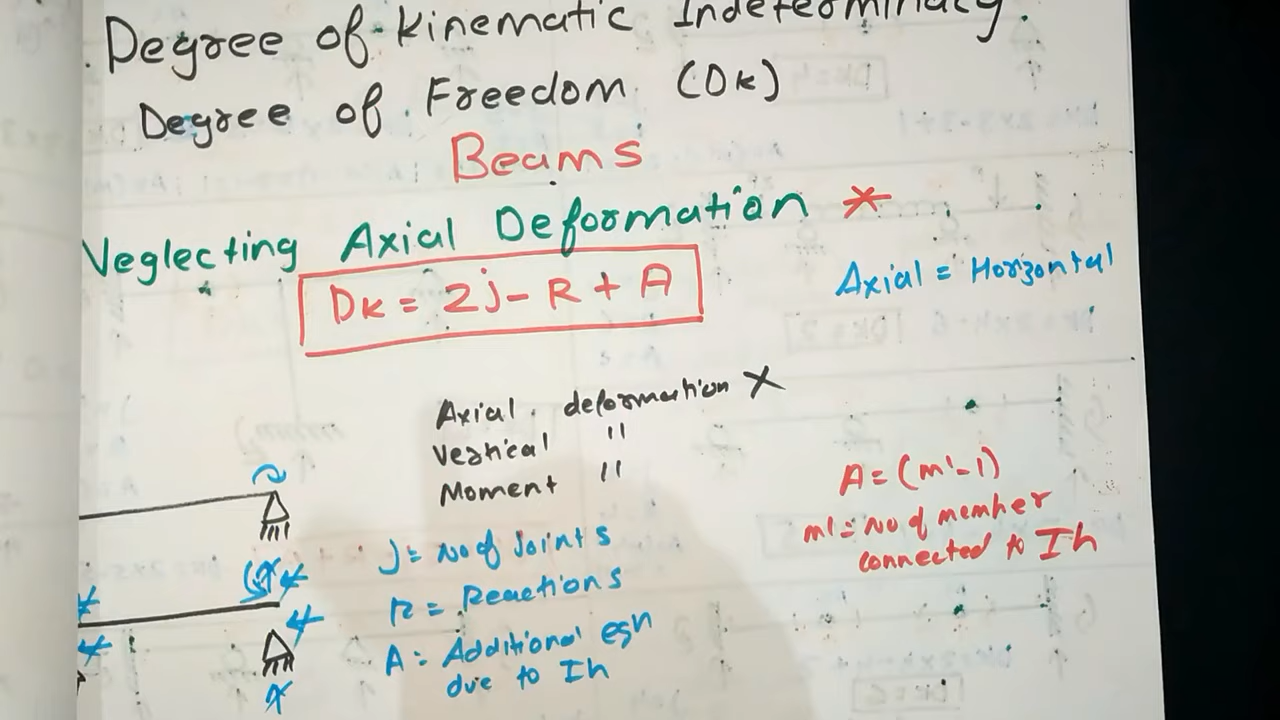 Degree of Kinematic Indeterminacy
Degree of Freedom (Dk)
Beams
Neglecting Axial Deformation *
Dk = 2j - R + A
Axial = Horizontal
Axial deformation X
Vertical "
Moment "
J = No of Joints
R = Reactions
A: Additional eqn
due to Ih
A = (m'-1)
m' = No of member
connected to Ih